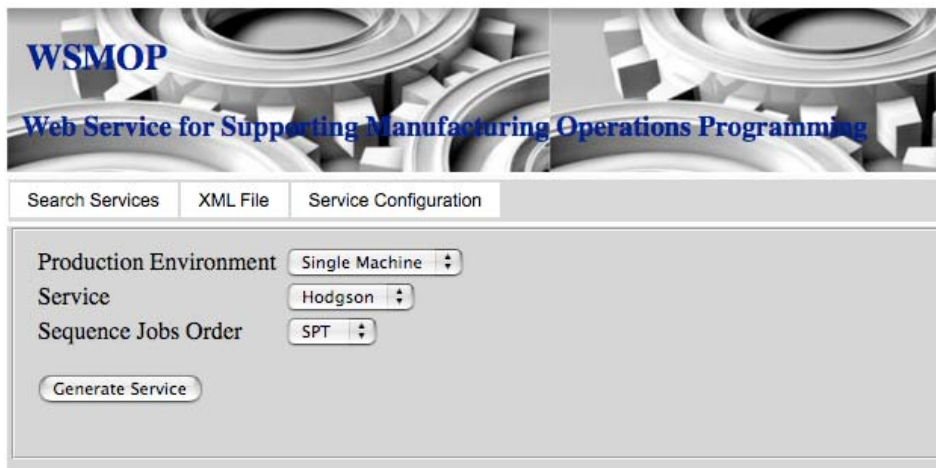 WSMOP
Web Service for Supporting Manufacturing Operations Programming
Search Services XML File Service Configuration
Production Environment Single Machine
Service Hodgson
Sequence Jobs Order SPT
Generate Service